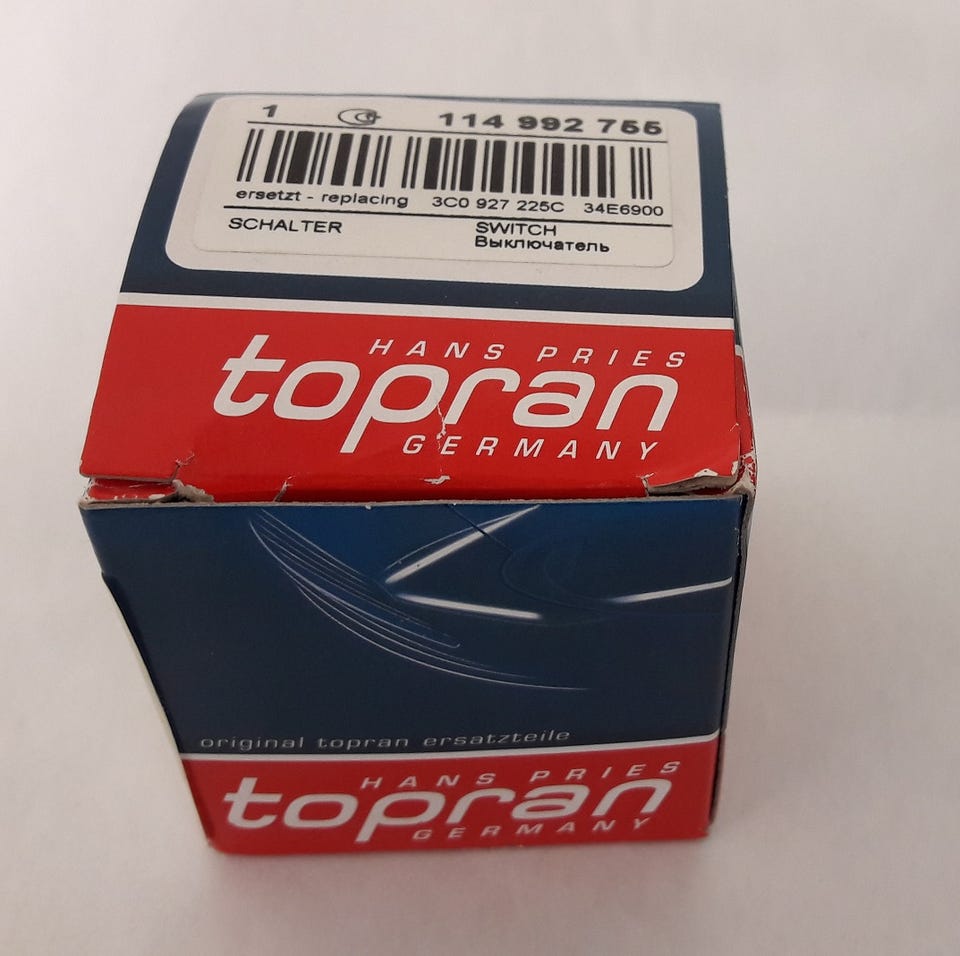 1 114 992 755
ersetzt - replacing 3C0 927 225C 34E6900
SCHALTER SWITCH
Выключатель
HANS PRIES
topran
GERMANY
original topran ersatzteile
HANS PRIES
topran
GERMANY